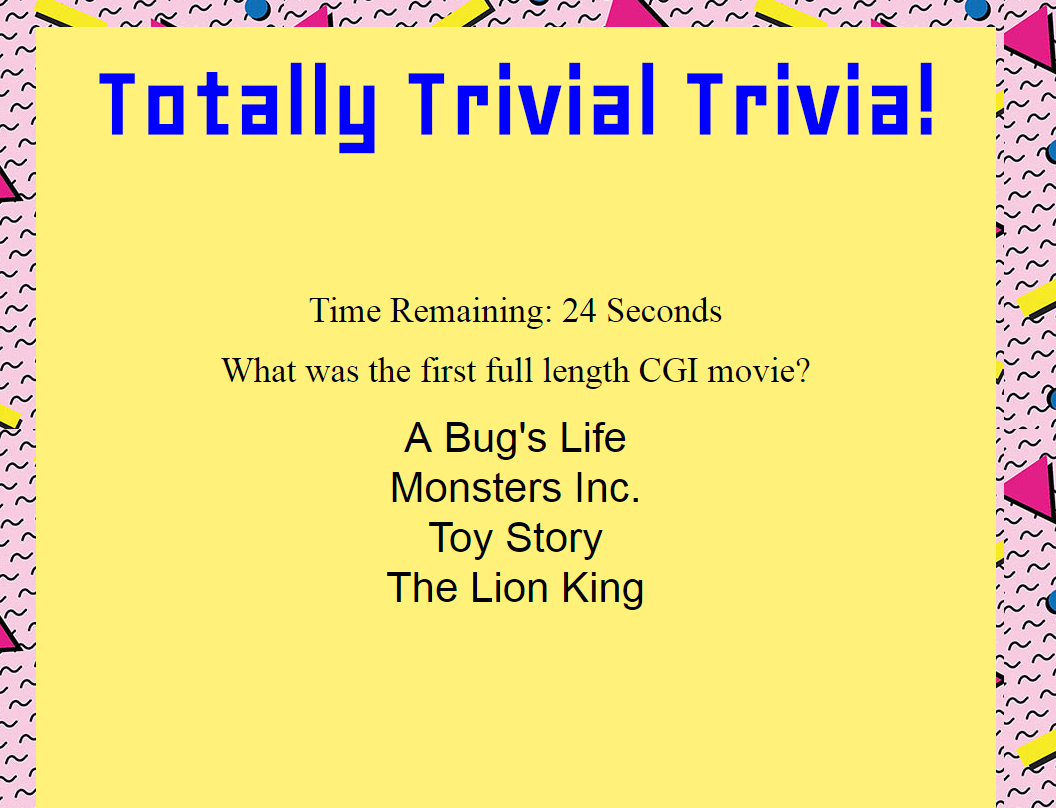 Totally Trivial Trivia!
Time Remaining: 24 Seconds
What was the first full length CGI movie?
A Bug's Life
Monsters Inc.
Toy Story
The Lion King